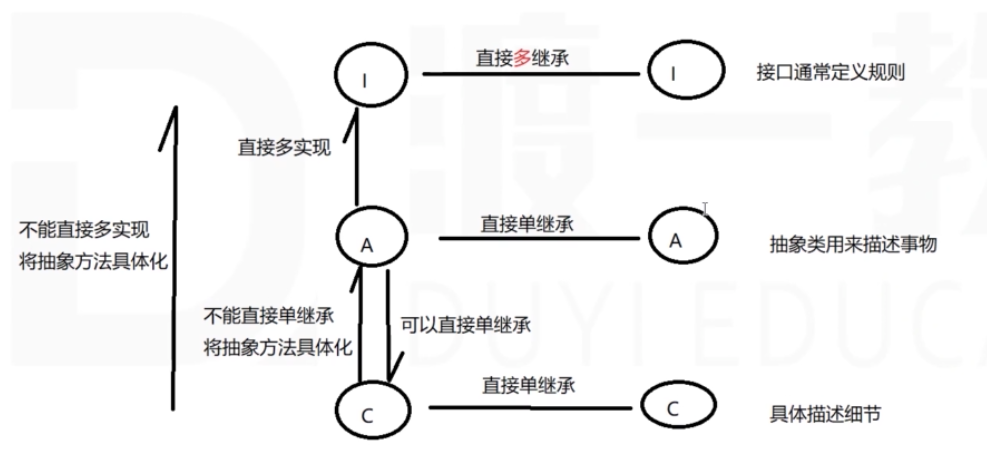 直接多继承
I
I
接口通常定义规则
直接多实现
不能直接多实现
将抽象方法具体化
直接单继承
A
A
抽象类用来描述事物
不能直接单继承
将抽象方法具体化
可以直接单继承
直接单继承
C
C
具体描述细节
渡一教
DUYI EDUCA